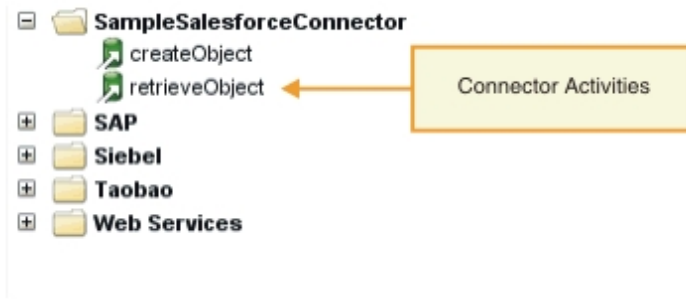 SampleSalesforceConnector
createObject
retrieveObject
Connector Activities
SAP
Siebel
Taobao
Web Services